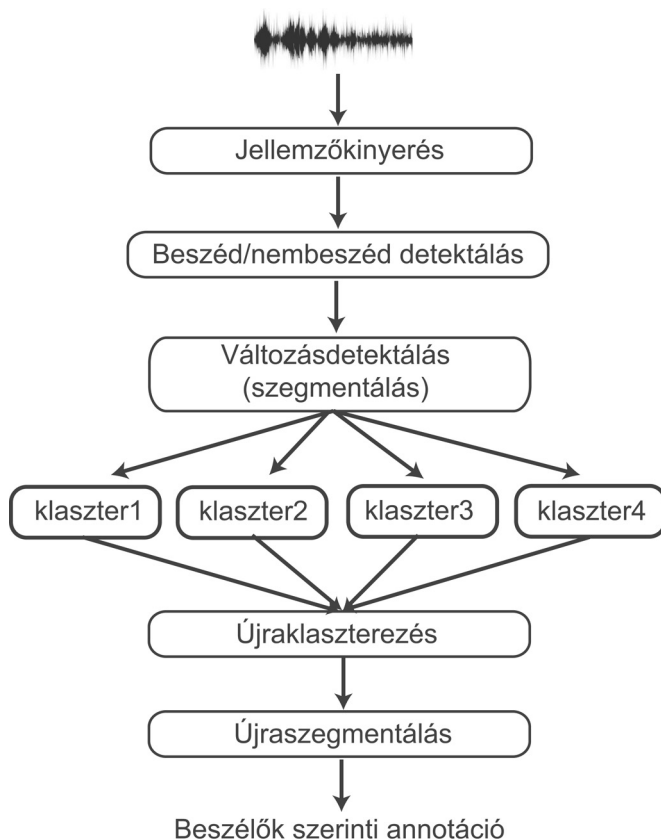 Jellemzőkinyerés
Beszéd/nembeszéd detektálás
Változásdetektálás
(szegmentálás)
klaszter1
klaszter2
klaszter3
klaszter4
Újraklaszterezés
Újraszegmentálás
Beszélők szerinti annotáció